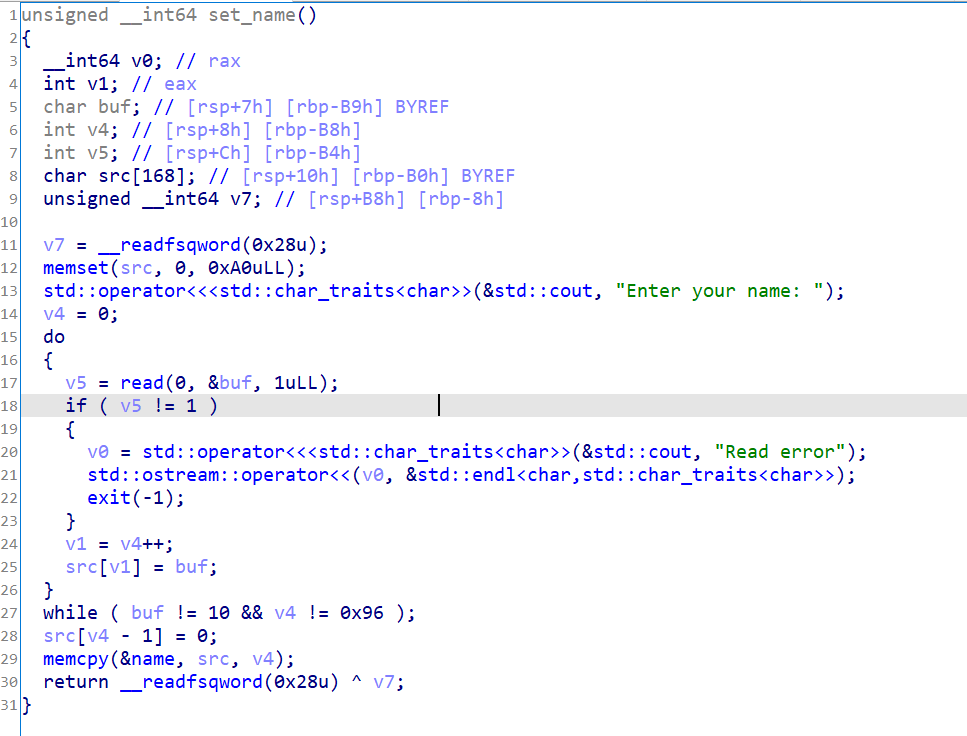 1 unsigned __int64 set_name()
2 {
3   __int64 v0; // rax
4   int v1; // eax
5   char buf; // [rsp+7h] [rbp-B9h] BYREF
6   int v4; // [rsp+8h] [rbp-B8h]
7   int v5; // [rsp+Ch] [rbp-B4h]
8   char src[168]; // [rsp+10h] [rbp-B0h] BYREF
9   unsigned __int64 v7; // [rsp+B8h] [rbp-8h]
10
11   v7 = __readfsqword(0x28u);
12   memset(src, 0, 0xA0uLL);
13   std::operator<<<std::char_traits<char>>(&std::cout, "Enter your name: ");
14   v4 = 0;
15   do
16   {
17     v5 = read(0, &buf, 1uLL);
18     if ( v5 != 1 )
19     {
20       v0 = std::operator<<<std::char_traits<char>>(&std::cout, "Read error");
21       std::ostream::operator<<(v0, &std::endl<char,std::char_traits<char>>);
22       exit(-1);
23     }
24     v1 = v4++;
25     src[v1] = buf;
26   }
27   while ( buf != 10 && v4 != 0x96 );
28   src[v4 - 1] = 0;
29   memcpy(&name, src, v4);
30   return __readfsqword(0x28u) ^ v7;
31 }